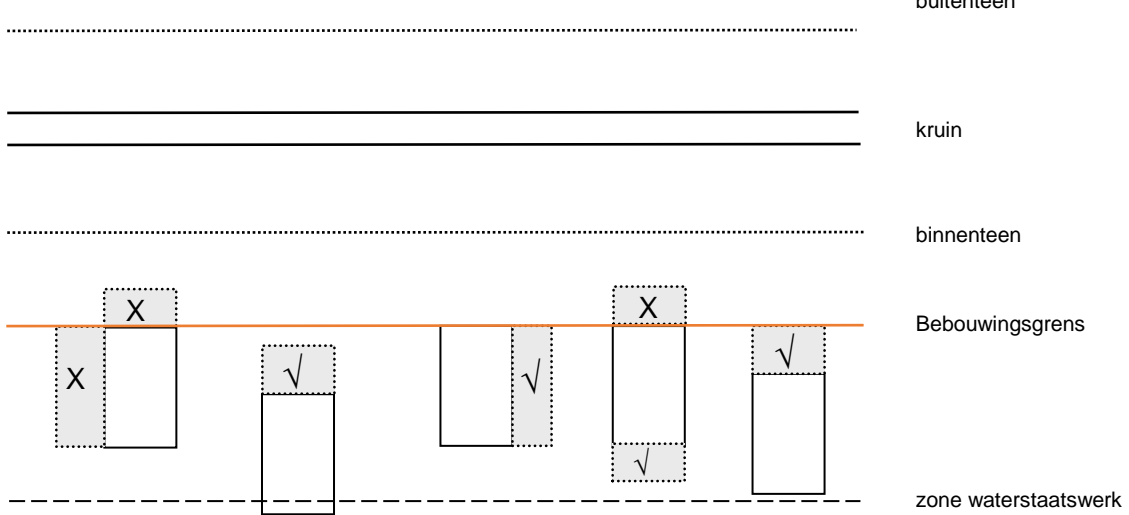 buitenteen
kruin
binnenteen
X
X
Bebouwingsgrens
X
√
√
√
√
zone waterstaatswerk